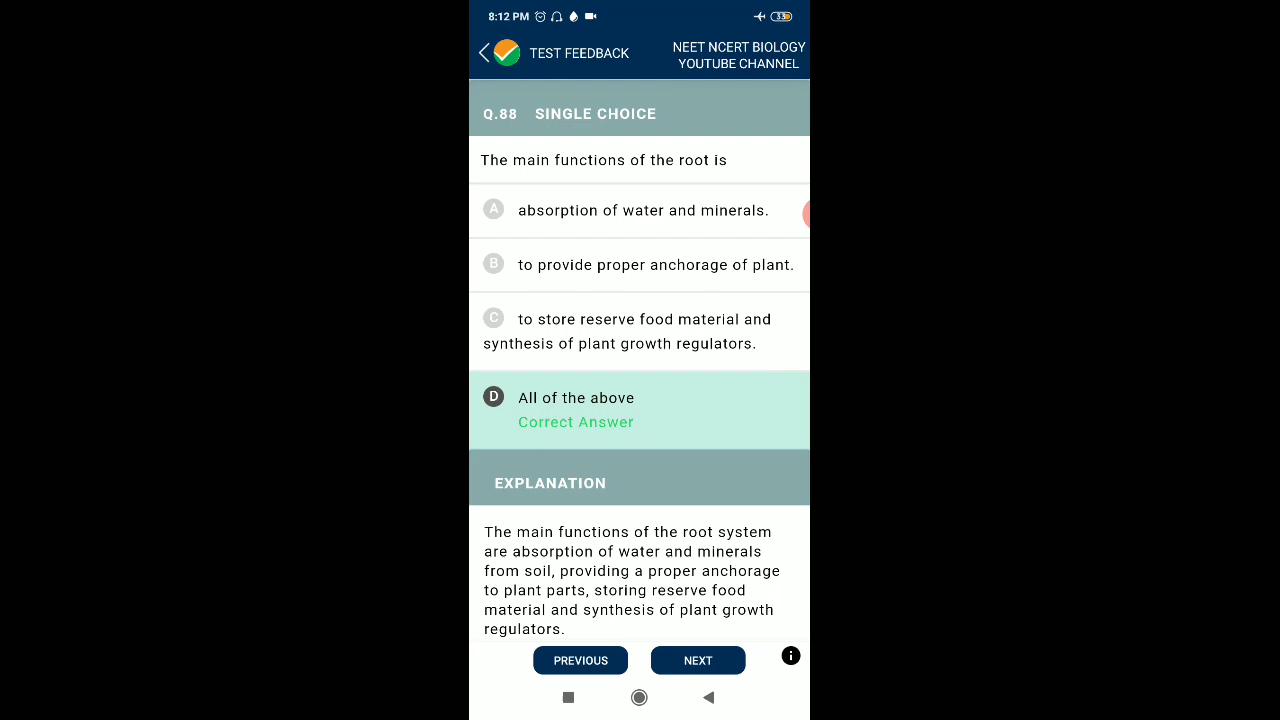 8:12 PM 33
TEST FEEDBACK
NEET NCERT BIOLOGY
YOUTUBE CHANNEL
Q.88 SINGLE CHOICE
The main functions of the root is
A absorption of water and minerals.
B to provide proper anchorage of plant.
C to store reserve food material and
synthesis of plant growth regulators.
D All of the above
Correct Answer
EXPLANATION
The main functions of the root system
are absorption of water and minerals
from soil, providing a proper anchorage
to plant parts, storing reserve food
material and synthesis of plant growth
regulators.
PREVIOUS NEXT